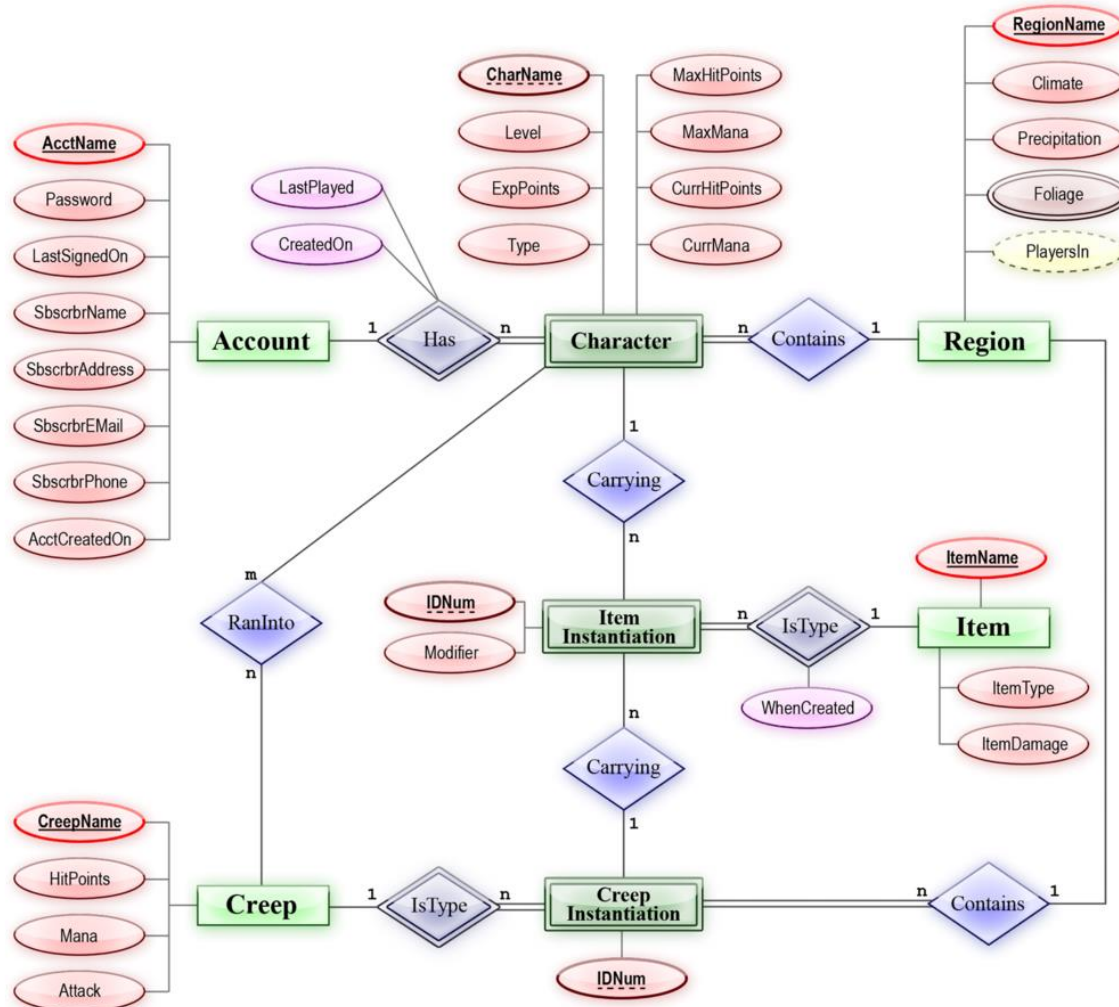 RegionName
CharName
MaxHitPoints
Climate
AcctName
Level
MaxMana
Precipitation
Password
LastPlayed
ExpPoints
CurrHitPoints
Foliage
LastSignedOn
CreatedOn
Type
CurrMana
PlayersIn
SbscrbrName
Account
1
Has
n
Character
n
Contains
1
Region
SbscrbrAddress
SbscrbrEMail
1
SbscrbrPhone
Carrying
AcctCreatedOn
n
ItemName
m
RanInto
n
IDNum
Modifier
Item
Instantiation
n
IsType
1
Item
ItemType
WhenCreated
ItemDamage
n
Carrying
1
CreepName
HitPoints
Creep
1
IsType
n
Creep
Instantiation
n
Contains
1
Mana
Attack
IDNum